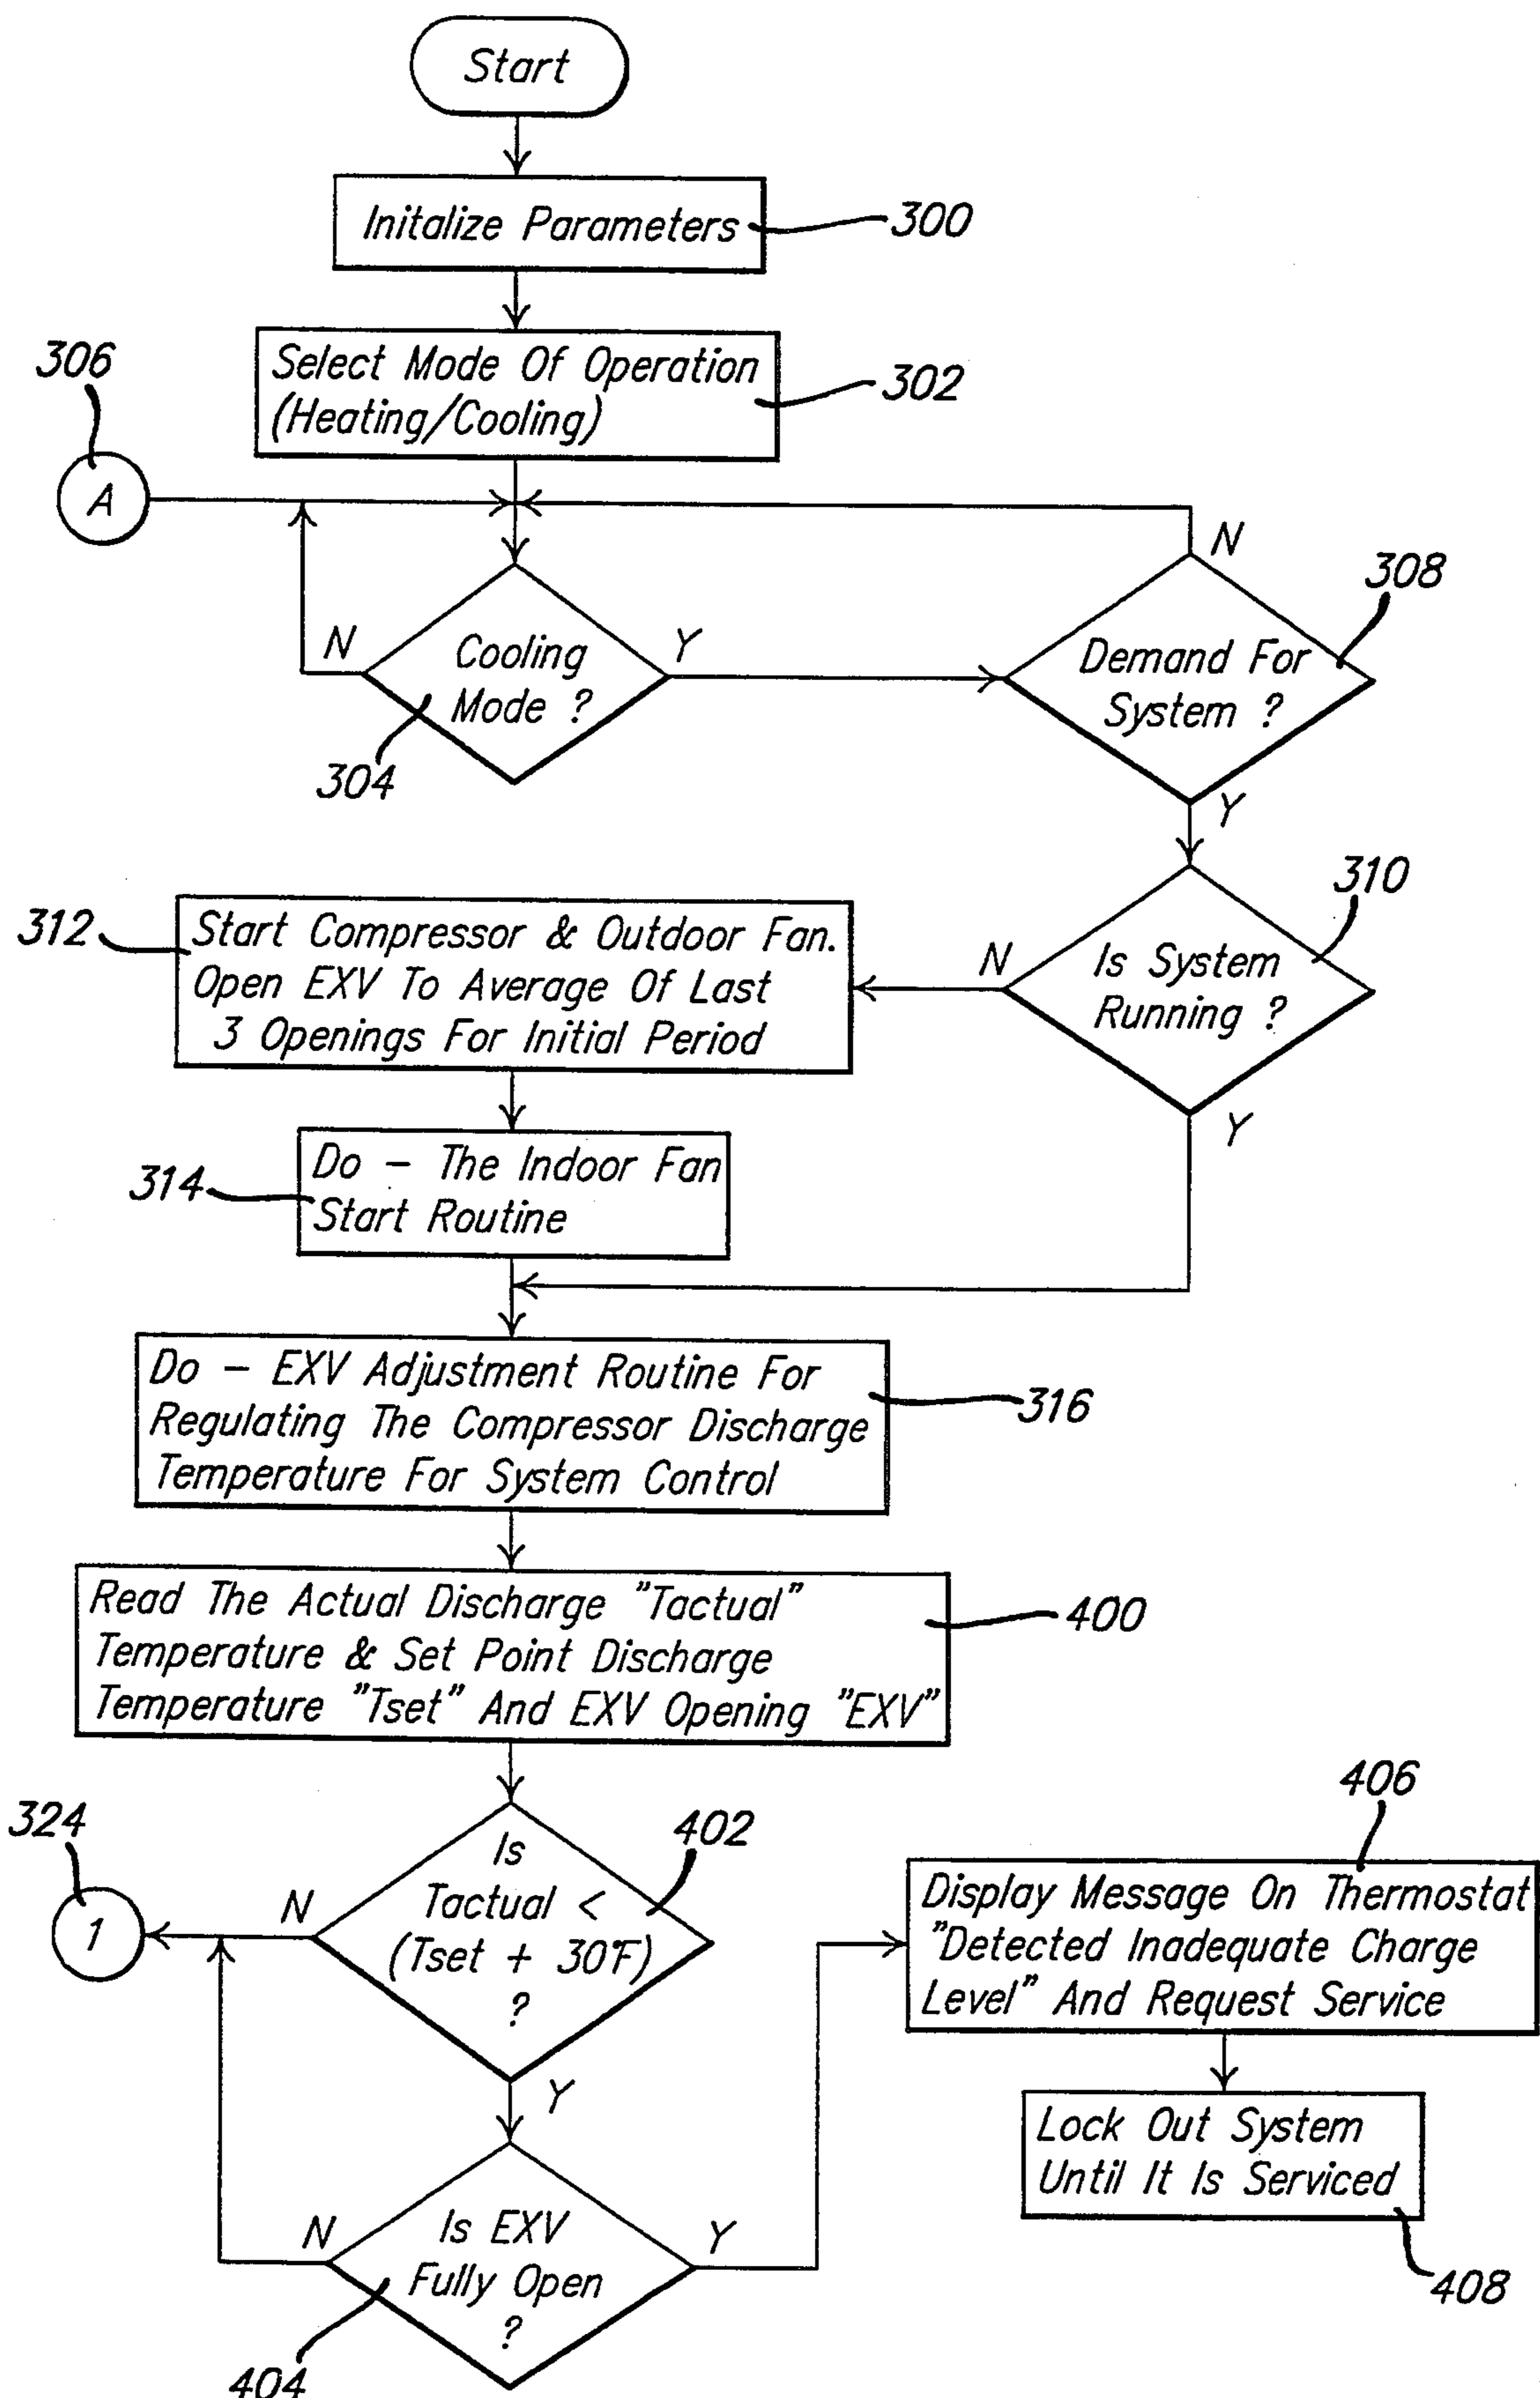 Start
Initalize Parameters
300
306
Select Mode Of Operation
(Heating/Cooling)
302
A
N
308
N
Cooling
Mode ?
Y
Demand For
System ?
304
Y
310
312
Start Compressor & Outdoor Fan.
Open EXV To Average Of Last
3 Openings For Initial Period
N
Is System
Running ?
Y
314
Do - The Indoor Fan
Start Routine
Do - EXV Adjustment Routine For
Regulating The Compressor Discharge
Temperature For System Control
316
Read The Actual Discharge "Tactual"
Temperature & Set Point Discharge
Temperature "Tset" And EXV Opening "EXV"
400
324
402
406
1
N
Is
Tactual <
(Tset + 30°F)
?
Display Message On Thermostat
"Detected Inadequate Charge
Level" And Request Service
Y
Lock Out System
Until It Is Serviced
N
Is EXV
Fully Open
?
Y
408
404